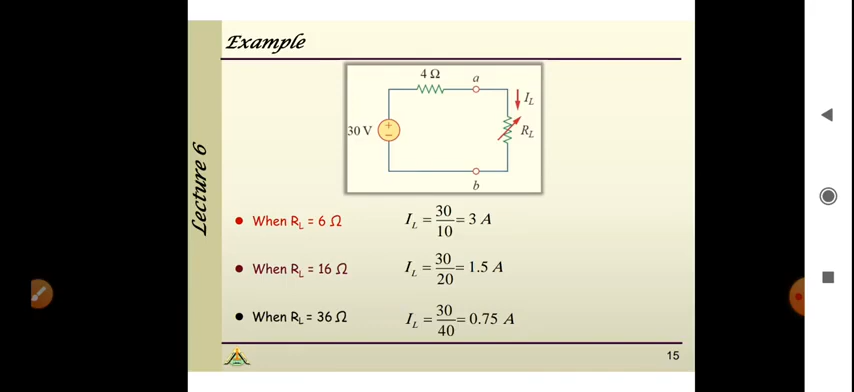 Example
Lecture 6
4 Ω
a
I_L
30 V
+
−
R_L
b
• When R_L = 6 Ω I_L = 30/10 = 3 A
• When R_L = 16 Ω I_L = 30/20 = 1.5 A
• When R_L = 36 Ω I_L = 30/40 = 0.75 A
15